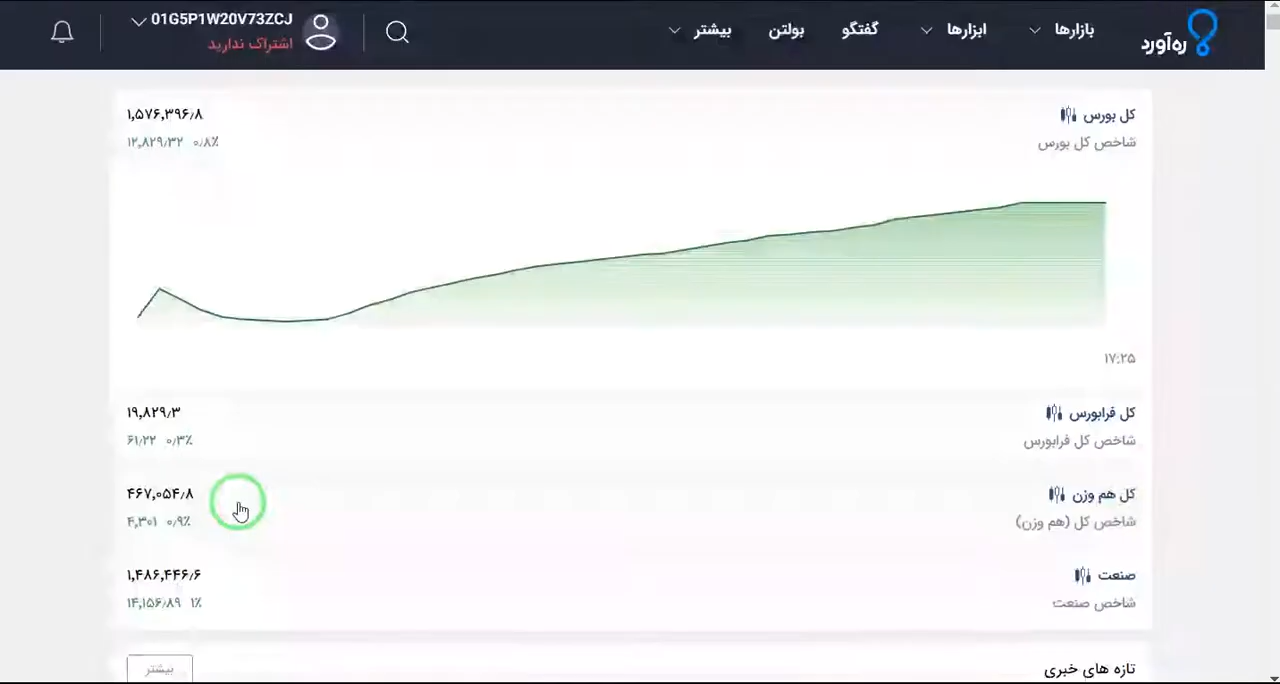 ره‌آورد
بازارها
ابزارها
گفتگو
بولتن
بیشتر
01G5P1W20V73ZCJ
اشتراک ندارید
کل بورس ۱,۵۷۶,۳۹۶٫۸
شاخص کل بورس ۱۲,۸۲۹٫۳۲ ۰٫۸٪
۱۷:۲۵
کل فرابورس ۱۹,۸۲۹٫۳
شاخص کل فرابورس ۶۱٫۲۲ ۰٫۳٪
کل هم وزن ۴۶۷,۰۵۴٫۸
شاخص کل (هم وزن) ۴,۳۰۱ ۰٫۹٪
صنعت ۱,۴۸۶,۴۴۶٫۶
شاخص صنعت ۱۴,۱۵۶٫۸۹ ۱٪
تازه های خبری بیشتر